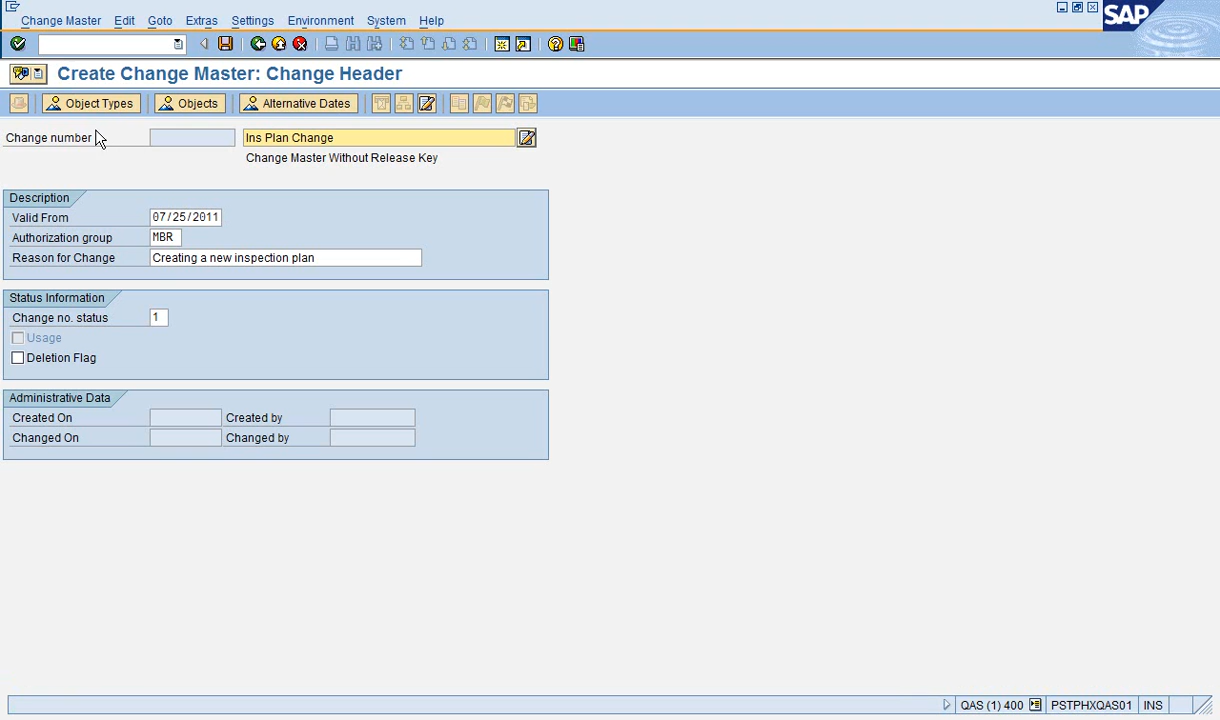 Change Master Edit Goto Extras Settings Environment System Help
SAP
Create Change Master: Change Header
Object Types Objects Alternative Dates
Change number Ins Plan Change
Change Master Without Release Key
Description
Valid From 07/25/2011
Authorization group MBR
Reason for Change Creating a new inspection plan
Status Information
Change no. status 1
Usage
Deletion Flag
Administrative Data
Created On Created by
Changed On Changed by
QAS (1) 400 PSTPHXQAS01 INS